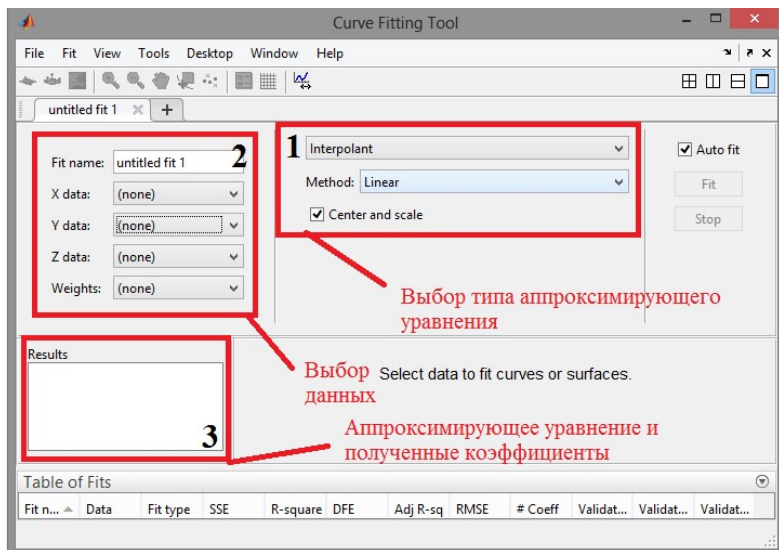 Curve Fitting Tool
File Fit View Tools Desktop Window Help
untitled fit 1
Fit name: untitled fit 1
2
X data: (none)
Y data: (none)
Z data: (none)
Weights: (none)
1
Interpolant
Method: Linear
Center and scale
Auto fit
Fit
Stop
Выбор типа аппроксимирующего
уравнения
Results
3
Выбор
данных
Select data to fit curves or surfaces.
Аппроксимирующее уравнение и
полученные коэффициенты
Table of Fits
Fit n... Data Fit type SSE R-square DFE Adj R-sq RMSE # Coeff Validat... Validat... Validat...